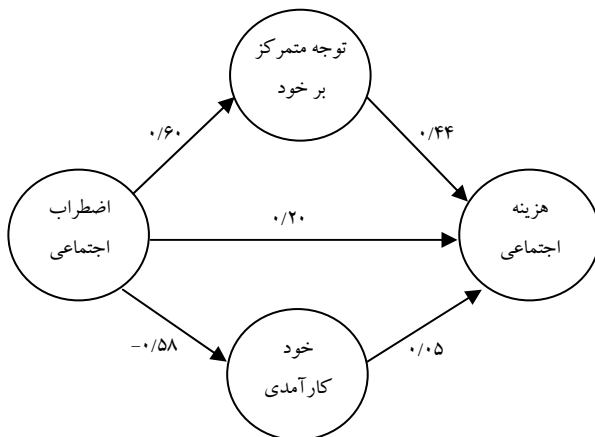 توجه متمرکز
بر خود
۰/۶۰
۰/۴۴
اضطراب
اجتماعی
۰/۲۰
هزینه
اجتماعی
-۰/۵۸
۰/۰۵
خود
کارآمدی